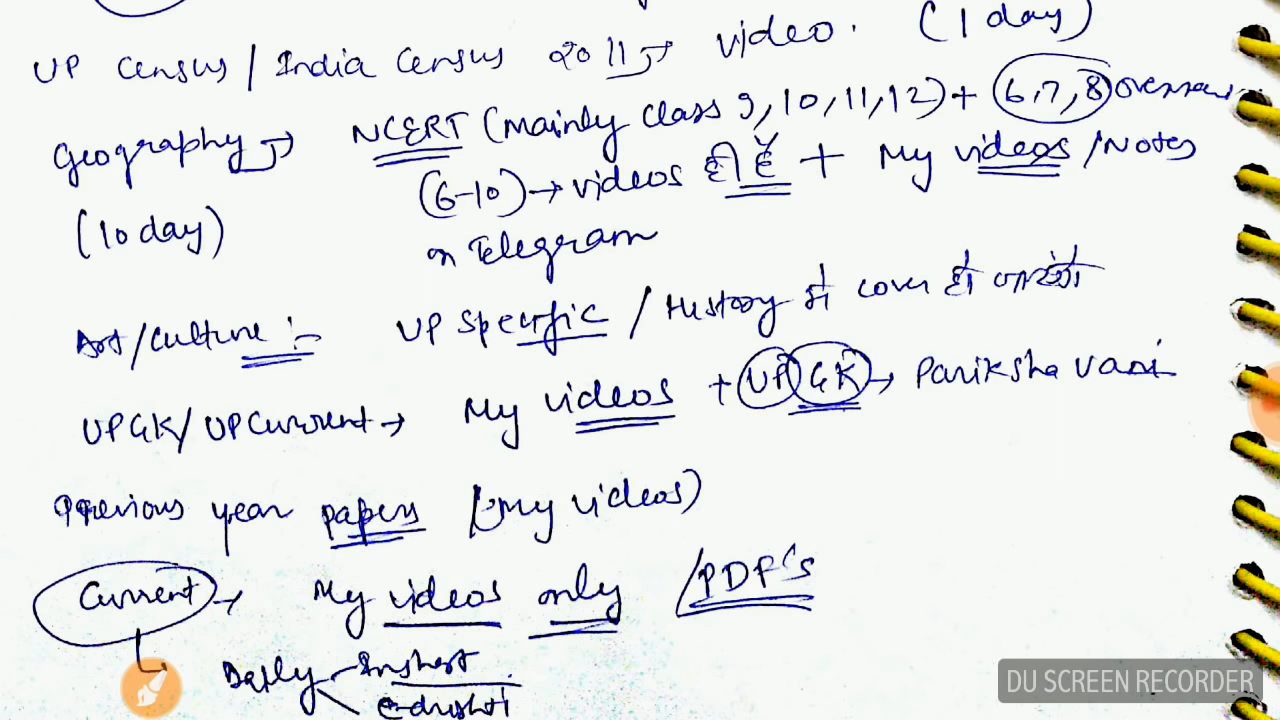 UP Census / India Census 2011 → video. (1 day)
Geography → NCERT (Mainly class 9, 10, 11, 12) + (6, 7, 8)
(6-10) → videos दी हैं + My videos / Notes
(10 day)
on Telegram
Art / Culture :- UP Specific / History में cover हो जायेगा
UPGK / UP Current → My videos + UP GK → Pariksha Vani
Previous year papers (My videos)
Current → My videos only / PDF's
Daily Inshort
e-drishti
DU SCREEN RECORDER